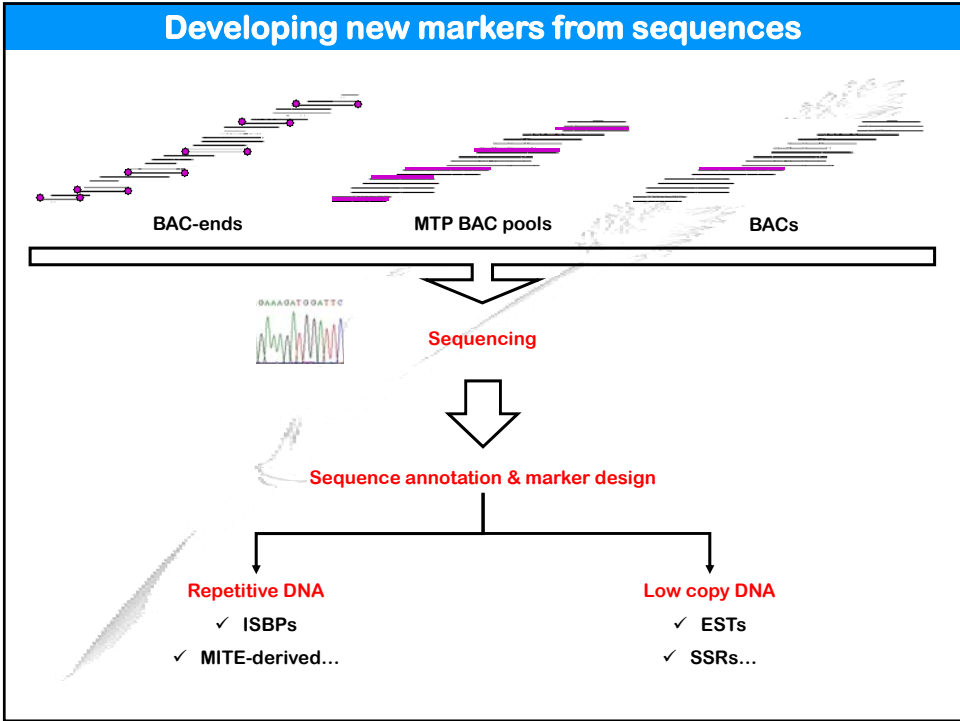 Developing new markers from sequences
BAC-ends
MTP BAC pools
BACs
GAAAGATGGATTC
Sequencing
Sequence annotation & marker design
Repetitive DNA
Low copy DNA
✓ ISBPs
✓ ESTs
✓ MITE-derived…
✓ SSRs…